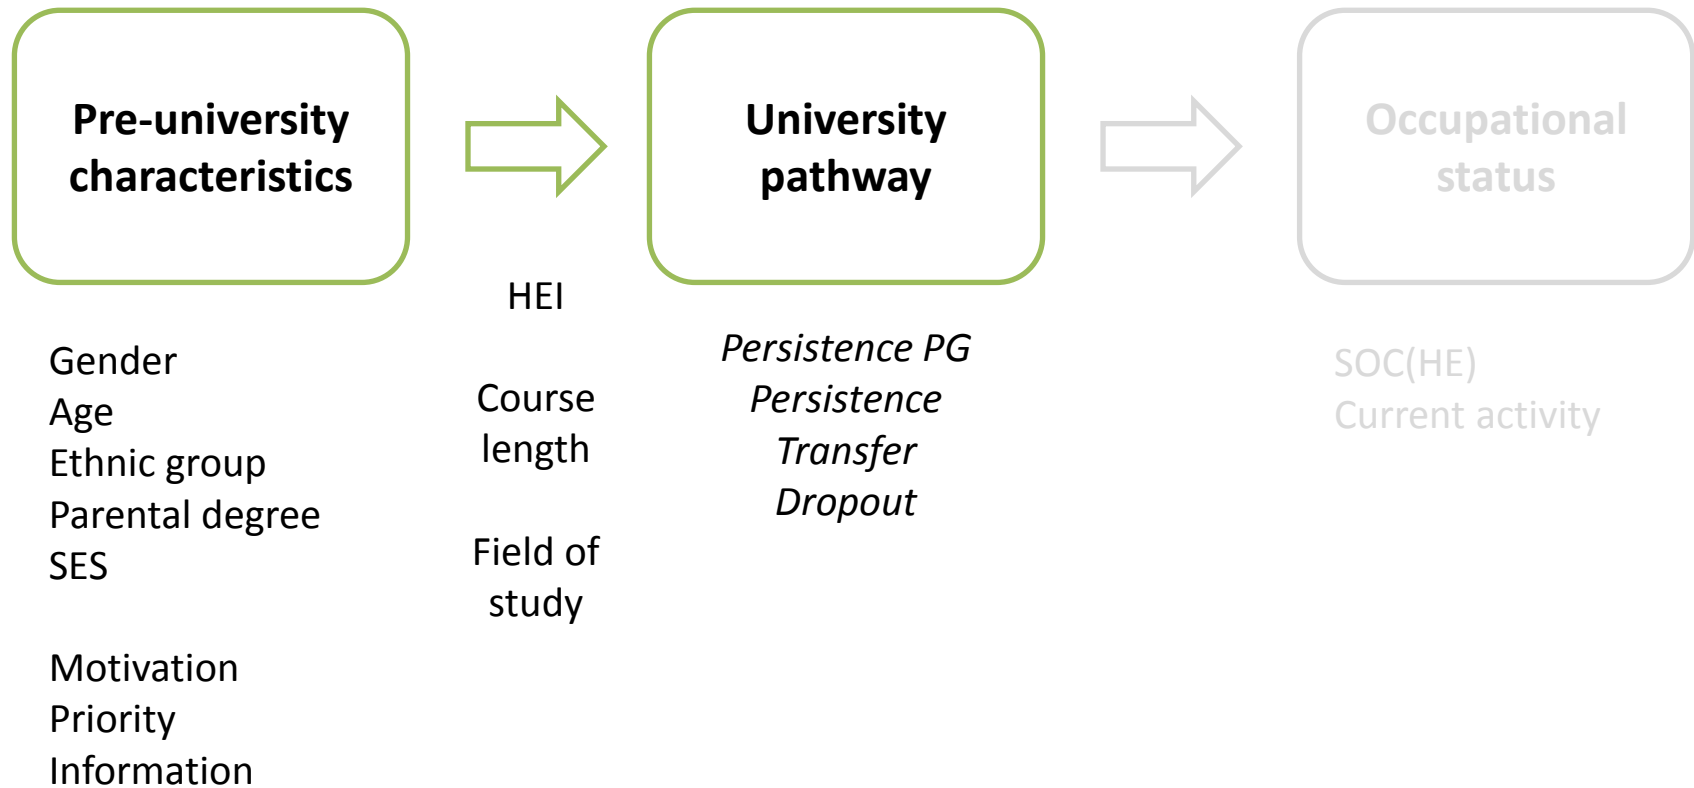 Pre-university
characteristics
University
pathway
Occupational
status
Gender
Age
Ethnic group
Parental degree
SES
Motivation
Priority
Information
HEI
Course
length
Field of
study
Persistence PG
Persistence
Transfer
Dropout
SOC(HE)
Current activity